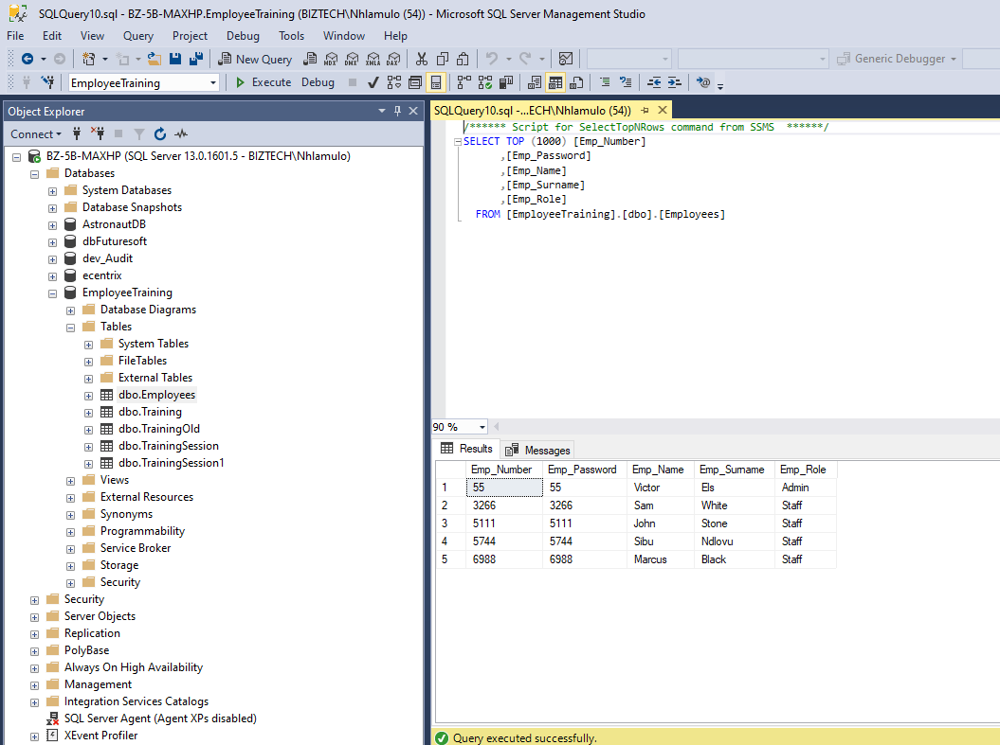 SQLQuery10.sql - BZ-5B-MAXHP.EmployeeTraining (BIZTECH\Nhlamulo (54)) - Microsoft SQL Server Management Studio
File Edit View Query Project Debug Tools Window Help
New Query MDX DMX XMLA DAX Generic Debugger
EmployeeTraining Execute Debug
Object Explorer
Connect
BZ-5B-MAXHP (SQL Server 13.0.1601.5 - BIZTECH\Nhlamulo)
Databases
System Databases
Database Snapshots
AstronautDB
dbFuturesoft
dev_Audit
ecentrix
EmployeeTraining
Database Diagrams
Tables
System Tables
FileTables
External Tables
dbo.Employees
dbo.Training
dbo.TrainingOld
dbo.TrainingSession
dbo.TrainingSession1
Views
External Resources
Synonyms
Programmability
Service Broker
Storage
Security
Security
Server Objects
Replication
PolyBase
Always On High Availability
Management
Integration Services Catalogs
SQL Server Agent (Agent XPs disabled)
XEvent Profiler
SQLQuery10.sql -...ECH\Nhlamulo (54))
/****** Script for SelectTopNRows command from SSMS  ******/
SELECT TOP (1000) [Emp_Number]
,[Emp_Password]
,[Emp_Name]
,[Emp_Surname]
,[Emp_Role]
FROM [EmployeeTraining].[dbo].[Employees]
90 %
Results Messages
Emp_Number Emp_Password Emp_Name Emp_Surname Emp_Role
1 55 55 Victor Els Admin
2 3266 3266 Sam White Staff
3 5111 5111 John Stone Staff
4 5744 5744 Sibu Ndlovu Staff
5 6988 6988 Marcus Black Staff
Query executed successfully.